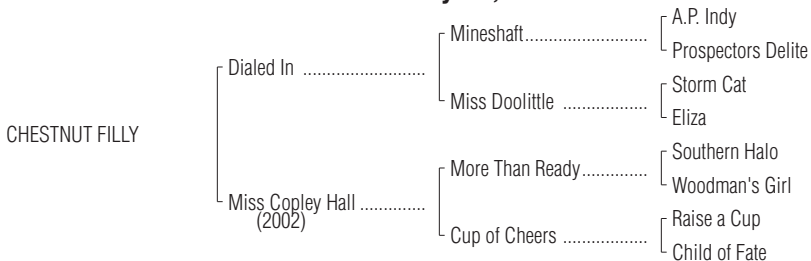 A.P. Indy
Mineshaft..........................
Prospectors Delite
Dialed In ..........................
Storm Cat
Miss Doolittle ..................
Eliza
CHESTNUT FILLY
Southern Halo
More Than Ready..............
Woodman's Girl
Miss Copley Hall ..............
(2002)
Raise a Cup
Cup of Cheers ..................
Child of Fate